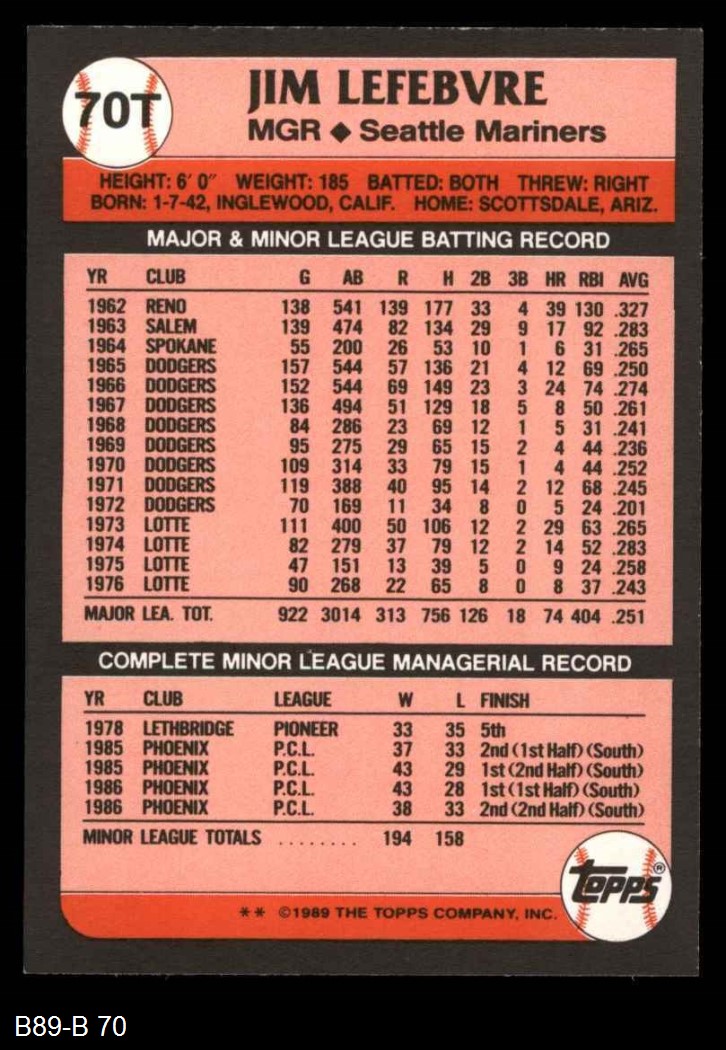 70T
JIM LEFEBVRE
MGR ◆ Seattle Mariners
HEIGHT: 6' 0" WEIGHT: 185 BATTED: BOTH THREW: RIGHT
BORN: 1-7-42, INGLEWOOD, CALIF. HOME: SCOTTSDALE, ARIZ.
MAJOR & MINOR LEAGUE BATTING RECORD
YR CLUB G AB R H 2B 3B HR RBI AVG
1962 RENO 138 541 139 177 33 4 39 130 .327
1963 SALEM 139 474 82 134 29 9 17 92 .283
1964 SPOKANE 55 200 26 53 10 1 6 31 .265
1965 DODGERS 157 544 57 136 21 4 12 69 .250
1966 DODGERS 152 544 69 149 23 3 24 74 .274
1967 DODGERS 136 494 51 129 18 5 8 50 .261
1968 DODGERS 84 286 23 69 12 1 5 31 .241
1969 DODGERS 95 275 29 65 15 2 4 44 .236
1970 DODGERS 109 314 33 79 15 1 4 44 .252
1971 DODGERS 119 388 40 95 14 2 12 68 .245
1972 DODGERS 70 169 11 34 8 0 5 24 .201
1973 LOTTE 111 400 50 106 12 2 29 63 .265
1974 LOTTE 82 279 37 79 12 2 14 52 .283
1975 LOTTE 47 151 13 39 5 0 9 24 .258
1976 LOTTE 90 268 22 65 8 0 8 37 .243
MAJOR LEA. TOT. 922 3014 313 756 126 18 74 404 .251
COMPLETE MINOR LEAGUE MANAGERIAL RECORD
YR CLUB LEAGUE W L FINISH
1978 LETHBRIDGE PIONEER 33 35 5th
1985 PHOENIX P.C.L. 37 33 2nd (1st Half) (South)
1985 PHOENIX P.C.L. 43 29 1st (2nd Half) (South)
1986 PHOENIX P.C.L. 43 28 1st (1st Half) (South)
1986 PHOENIX P.C.L. 38 33 2nd (2nd Half) (South)
MINOR LEAGUE TOTALS . . . . . . . . 194 158
topps®
** ©1989 THE TOPPS COMPANY, INC.
B89-B 70